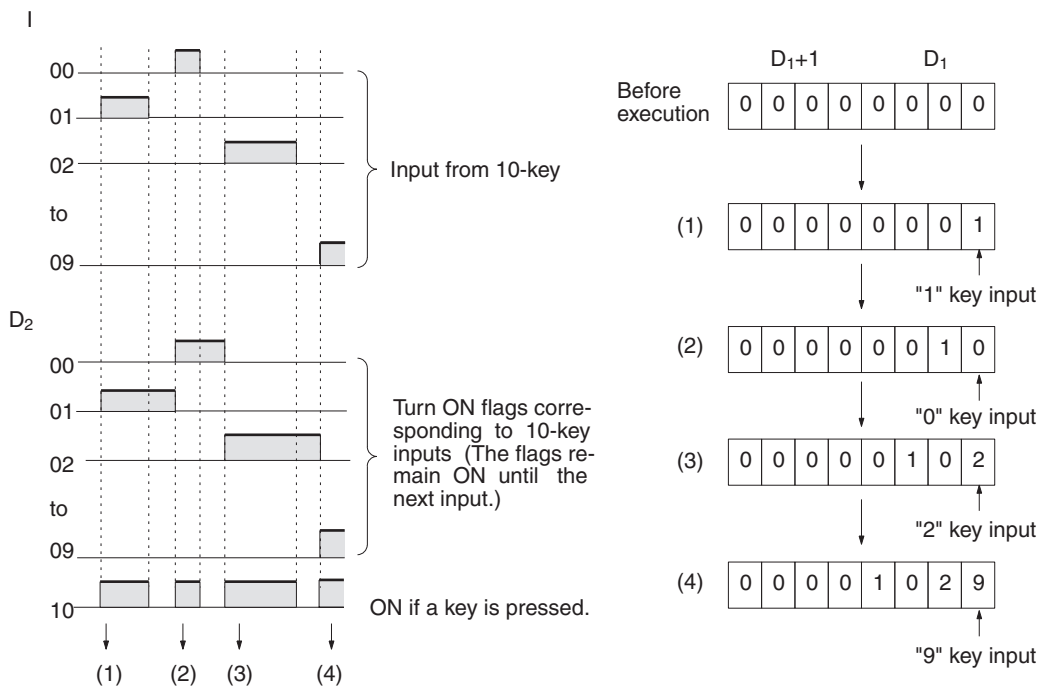 I
00
01
02
to
09
Input from 10-key
D2
00
01
02
to
09
10
Turn ON flags corre-
sponding to 10-key
inputs (The flags re-
main ON until the
next input.)
ON if a key is pressed.
(1) (2) (3) (4)
D1+1 D1
Before
execution
0 0 0 0 0 0 0 0
(1) 0 0 0 0 0 0 0 1
"1" key input
(2) 0 0 0 0 0 0 1 0
"0" key input
(3) 0 0 0 0 0 1 0 2
"2" key input
(4) 0 0 0 0 1 0 2 9
"9" key input